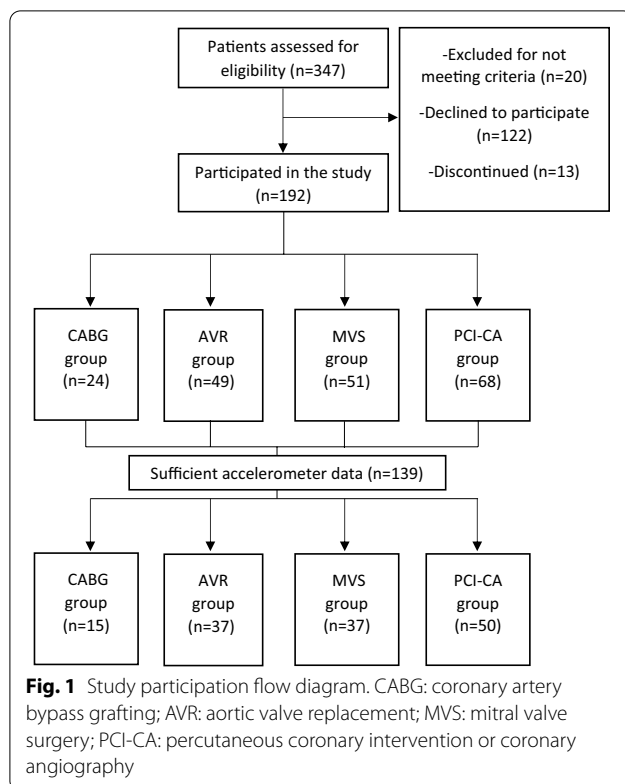 Patients assessed for
eligibility (n=347)
-Excluded for not
meeting criteria (n=20)
-Declined to participate
(n=122)
-Discontinued (n=13)
Participated in the study
(n=192)
CABG
group
(n=24)
AVR
group
(n=49)
MVS
group
(n=51)
PCI-CA
group
(n=68)
Sufficient accelerometer data (n=139)
CABG
group
(n=15)
AVR
group
(n=37)
MVS
group
(n=37)
PCI-CA
group
(n=50)
Fig. 1 Study participation flow diagram. CABG: coronary artery
bypass grafting; AVR: aortic valve replacement; MVS: mitral valve
surgery; PCI-CA: percutaneous coronary intervention or coronary
angiography